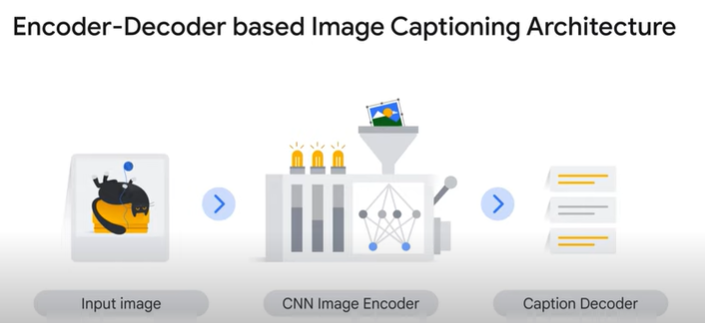 Encoder-Decoder based Image Captioning Architecture
Input image
CNN Image Encoder
Caption Decoder